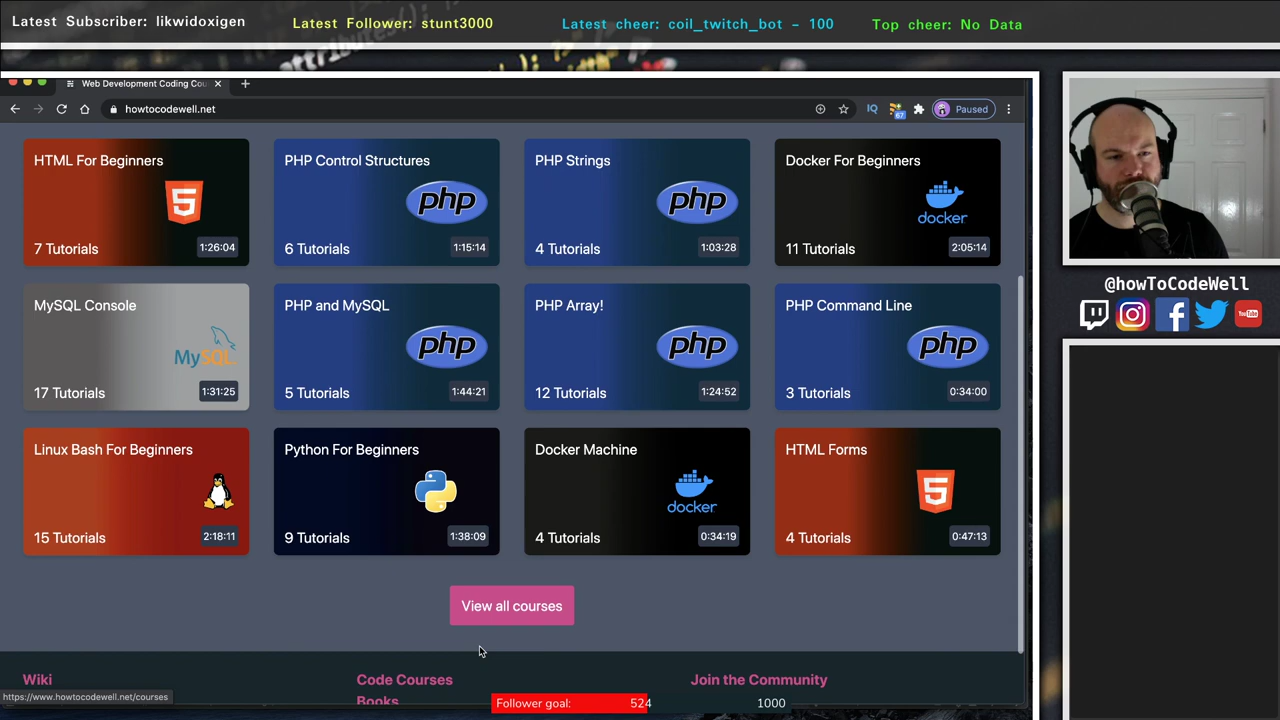 Latest Subscriber: likwidoxigen
Latest Follower: stunt3000
Latest cheer: coil_twitch_bot - 100
Top cheer: No Data
Web Development Coding Cou
howtocodewell.net
IQ
67
Paused
HTML For Beginners
7 Tutorials
1:26:04
PHP Control Structures
php
6 Tutorials
1:15:14
PHP Strings
php
4 Tutorials
1:03:28
Docker For Beginners
docker
11 Tutorials
2:05:14
MySQL Console
MySQL
17 Tutorials
1:31:25
PHP and MySQL
php
5 Tutorials
1:44:21
PHP Array!
php
12 Tutorials
1:24:52
PHP Command Line
php
3 Tutorials
0:34:00
Linux Bash For Beginners
15 Tutorials
2:18:11
Python For Beginners
9 Tutorials
1:38:09
Docker Machine
docker
4 Tutorials
0:34:19
HTML Forms
5
4 Tutorials
0:47:13
View all courses
Wiki
Code Courses
Books
Join the Community
https://www.howtocodewell.net/courses
Follower goal:
524
1000
@howToCodeWell
You Tube